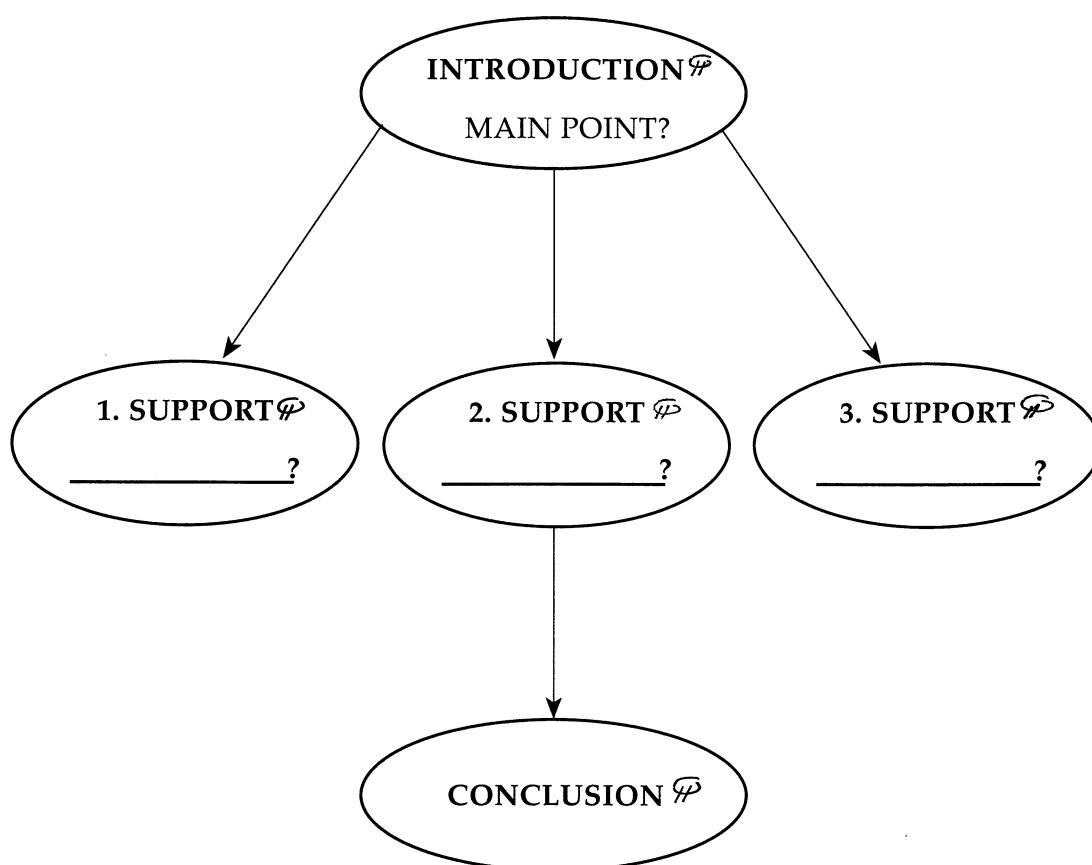 INTRODUCTION
MAIN POINT?
1. SUPPORT
?
2. SUPPORT
?
3. SUPPORT
?
CONCLUSION